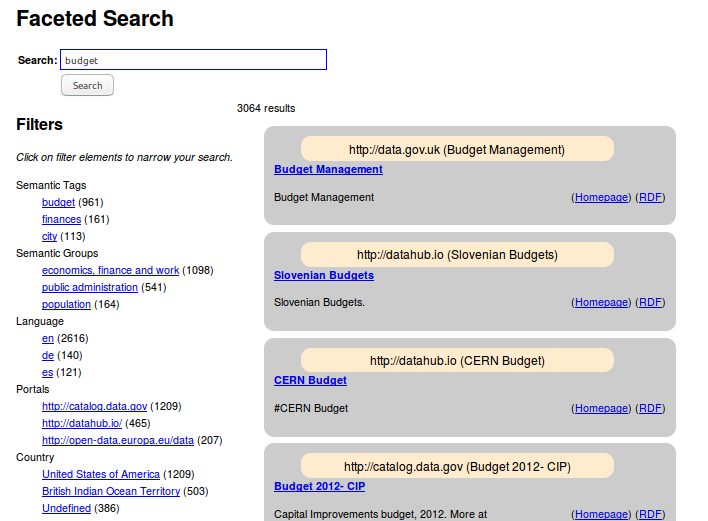 Faceted Search
Search: budget
Search
3064 results
Filters
Click on filter elements to narrow your search.
Semantic Tags
budget (961)
finances (161)
city (113)
Semantic Groups
economics, finance and work (1098)
public administration (541)
population (164)
Language
en (2616)
de (140)
es (121)
Portals
http://catalog.data.gov (1209)
http://datahub.io/ (465)
http://open-data.europa.eu/data (207)
Country
United States of America (1209)
British Indian Ocean Territory (503)
Undefined (386)
http://data.gov.uk (Budget Management)
Budget Management
Budget Management (Homepage) (RDF)
http://datahub.io (Slovenian Budgets)
Slovenian Budgets
Slovenian Budgets. (Homepage) (RDF)
http://datahub.io (CERN Budget)
CERN Budget
#CERN Budget (Homepage) (RDF)
http://catalog.data.gov (Budget 2012- CIP)
Budget 2012- CIP
Capital Improvements budget, 2012. More at (Homepage) (RDF)